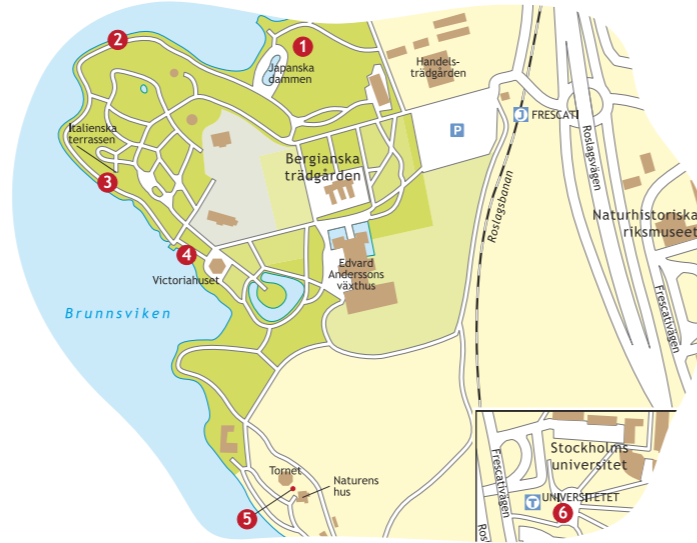 2
1
Japanska
dammen
Handels-
trädgården
J FRESCATI
P
Italienska
terrassen
Roslagsvägen
Bergianska
trädgården
3
Roslagsbanan
Naturhistoriska
riksmuseet
4
Victoriahuset
Edvard
Anderssons
växthus
Frescativägen
Brunnsviken
Stockholms
universitet
Frescativägen
Tornet
Naturens
hus
T UNIVERSITETET
6
5
Ros